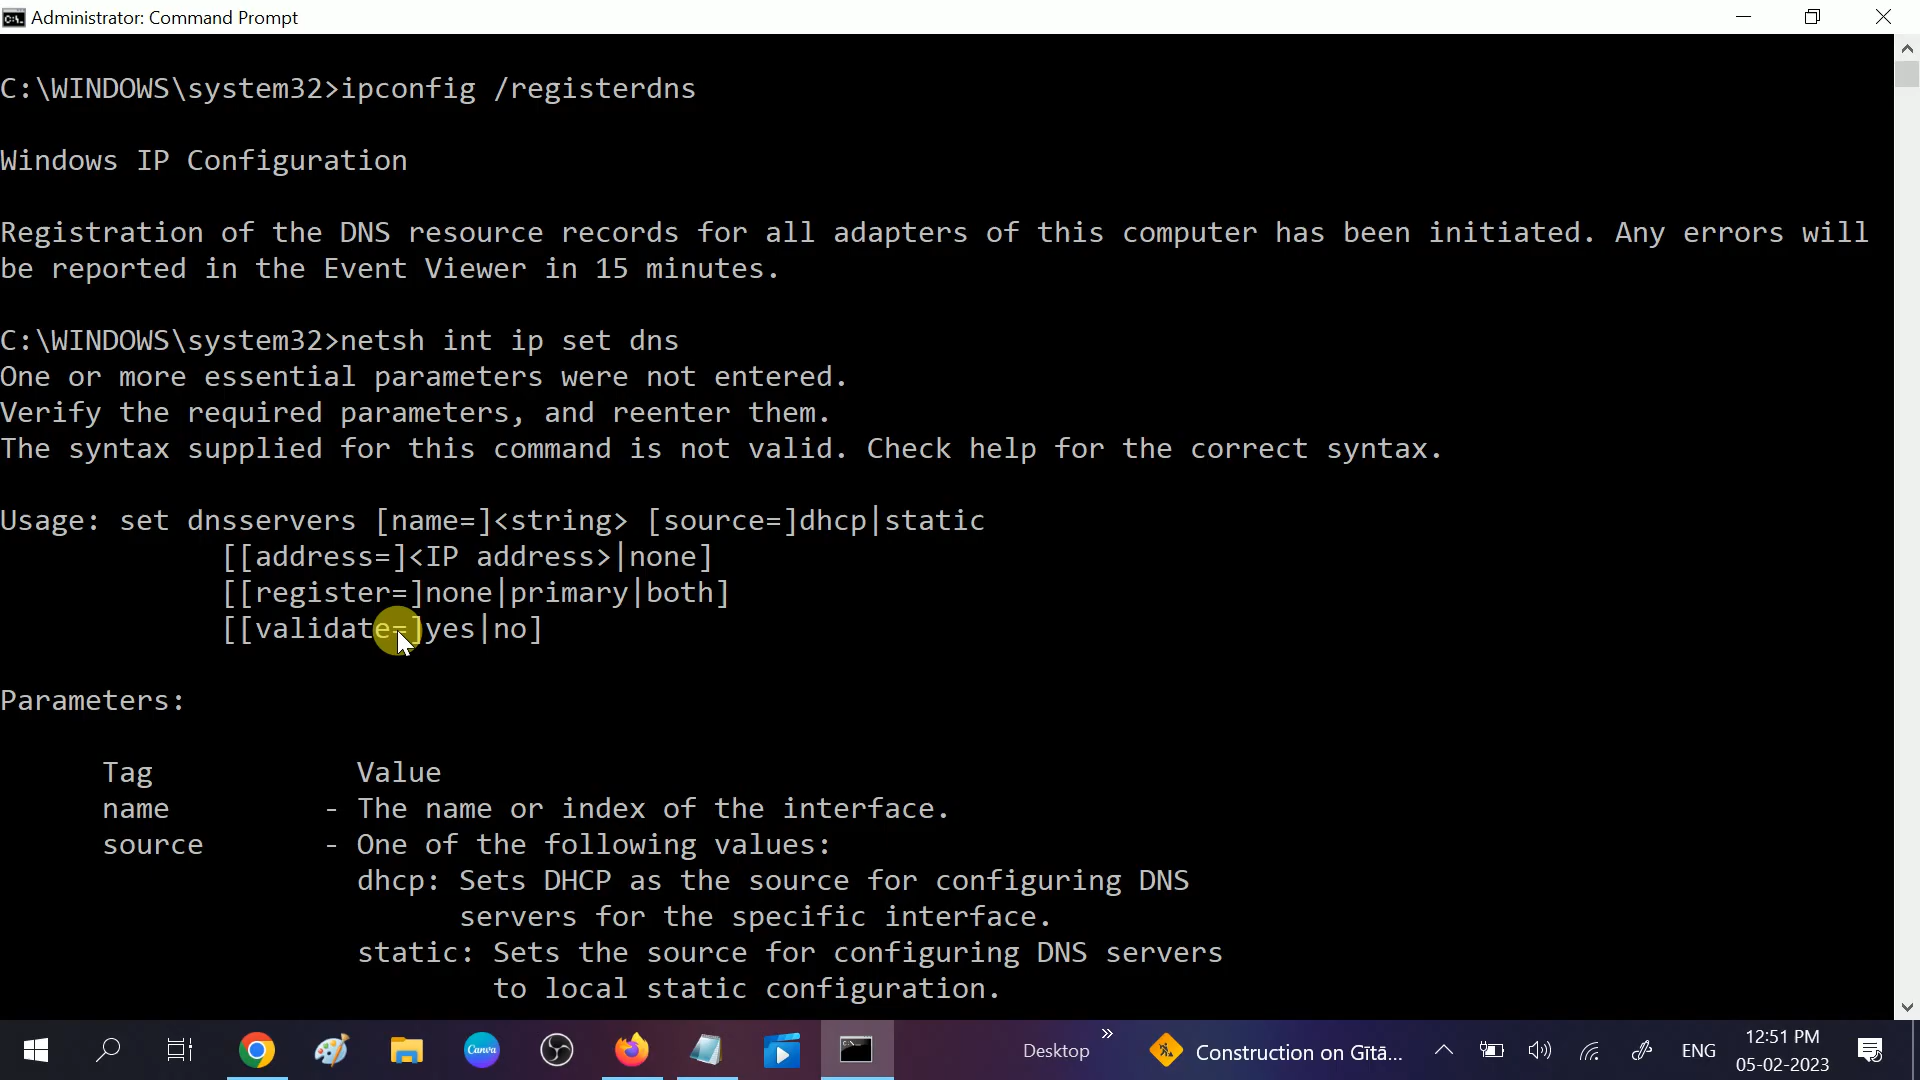 Administrator: Command Prompt
C:\WINDOWS\system32>ipconfig /registerdns
Windows IP Configuration
Registration of the DNS resource records for all adapters of this computer has been initiated. Any errors will
be reported in the Event Viewer in 15 minutes.
C:\WINDOWS\system32>netsh int ip set dns
One or more essential parameters were not entered.
Verify the required parameters, and reenter them.
The syntax supplied for this command is not valid. Check help for the correct syntax.
Usage: set dnsservers [name=]<string> [source=]dhcp|static
[[address=]<IP address>|none]
[[register=]none|primary|both]
[[validate=]yes|no]
Parameters:
Tag Value
name - The name or index of the interface.
source - One of the following values:
dhcp: Sets DHCP as the source for configuring DNS
servers for the specific interface.
static: Sets the source for configuring DNS servers
to local static configuration.
Canva
Desktop
Construction on Gītā...
ENG
12:51 PM
05-02-2023